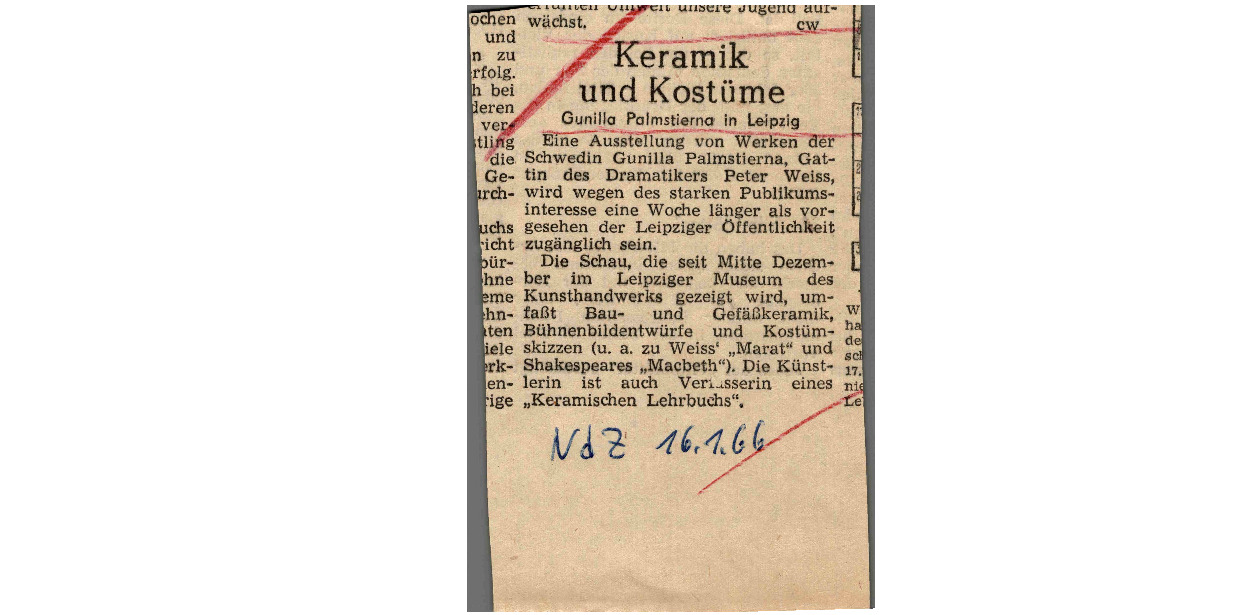 wächst. cw
Keramik
und Kostüme
Gunilla Palmstierna in Leipzig
Eine Ausstellung von Werken der
Schwedin Gunilla Palmstierna, Gat-
tin des Dramatikers Peter Weiss,
wird wegen des starken Publikums-
interesse eine Woche länger als vor-
gesehen der Leipziger Öffentlichkeit
zugänglich sein.
Die Schau, die seit Mitte Dezem-
ber im Leipziger Museum des
Kunsthandwerks gezeigt wird, um-
faßt Bau- und Gefäßkeramik,
Bühnenbildentwürfe und Kostüm-
skizzen (u. a. zu Weiss' „Marat“ und
Shakespeares „Macbeth“). Die Künst-
lerin ist auch Verfasserin eines
„Keramischen Lehrbuchs“.
NdZ 16.1.66